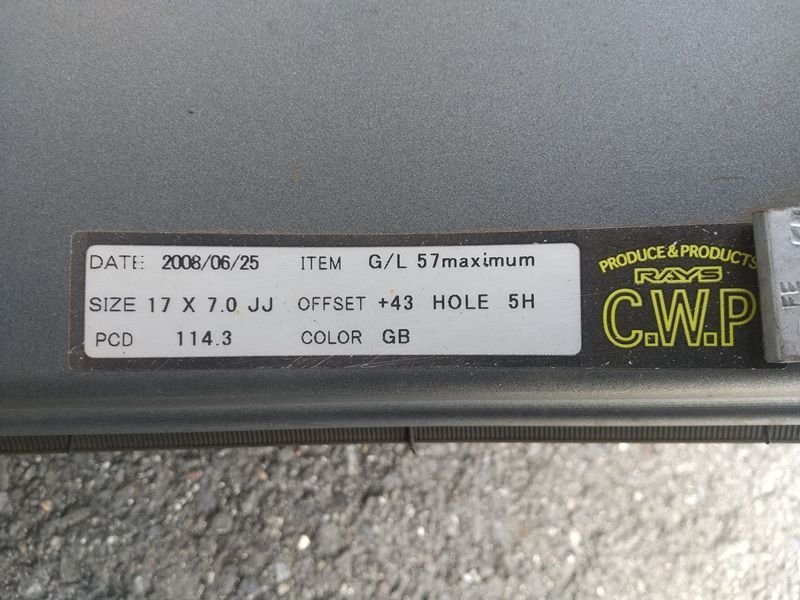 DATE 2008/06/25 ITEM G/L 57maximum
SIZE 17 X 7.0 JJ OFFSET +43 HOLE 5H
PCD 114.3 COLOR GB
PRODUCE & PRODUCTS
RAYS
C.W.P
FE